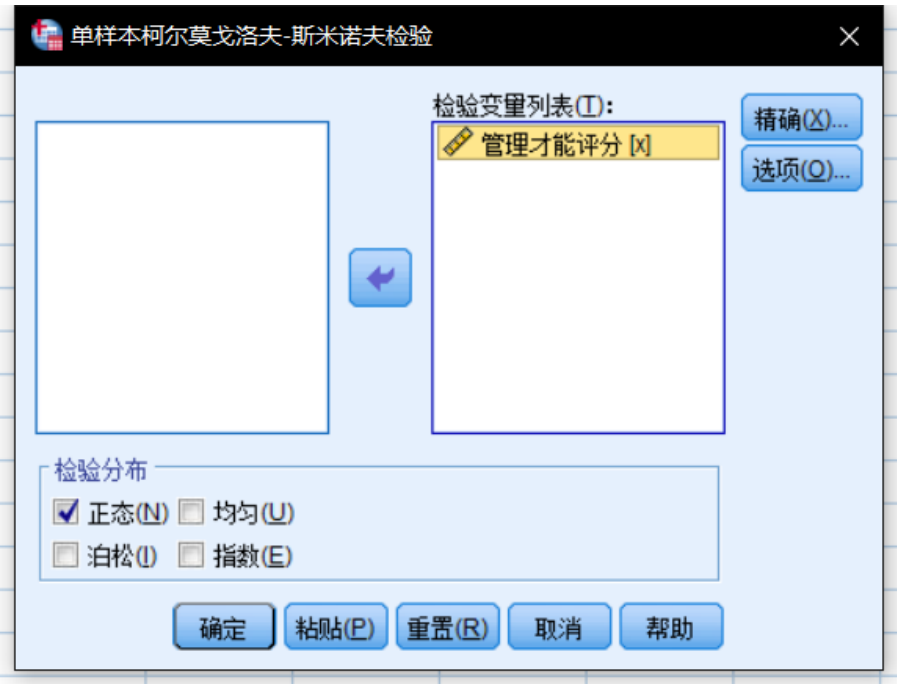 单样本柯尔莫戈洛夫-斯米诺夫检验
检验变量列表(T):
管理才能评分 [x]
精确(X)...
选项(O)...
检验分布
正态(N) 均匀(U)
泊松(I) 指数(E)
确定 粘贴(P) 重置(R) 取消 帮助